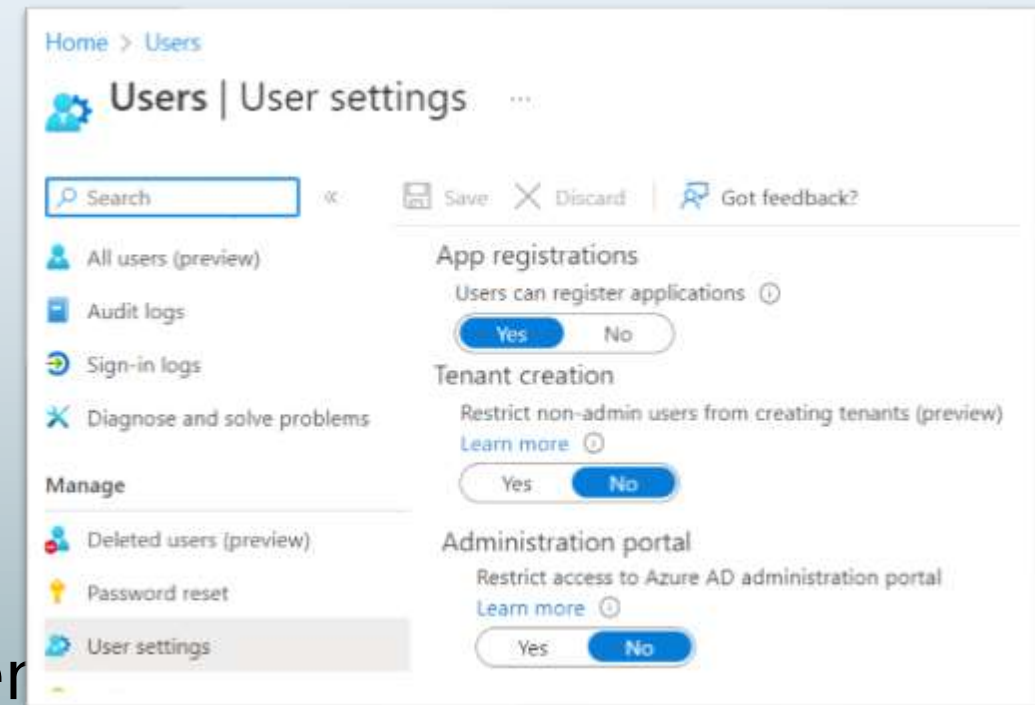 Home > Users
Users | User settings ...
Search «
Save Discard Got feedback?
All users (preview)
Audit logs
Sign-in logs
Diagnose and solve problems
Manage
Deleted users (preview)
Password reset
User settings
App registrations
Users can register applications
Yes No
Tenant creation
Restrict non-admin users from creating tenants (preview)
Learn more
Yes No
Administration portal
Restrict access to Azure AD administration portal
Learn more
Yes No
er